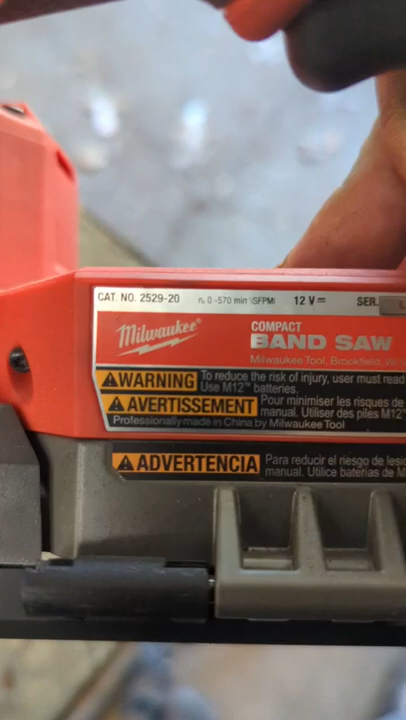 CAT. NO. 2529-20 n₀ 0-570 min⁻¹(SFPM) 12 V⎓ SER.
Milwaukee®
COMPACT
BAND SAW
Milwaukee Tool, Brookfield, WI
WARNING To reduce the risk of injury, user must read
Use M12™ batteries.
AVERTISSEMENT Pour minimiser les risques de
manual. Utiliser des piles M12™
Professionally made in China by Milwaukee Tool
ADVERTENCIA Para reducir el riesgo de
manual. Utilice baterías de